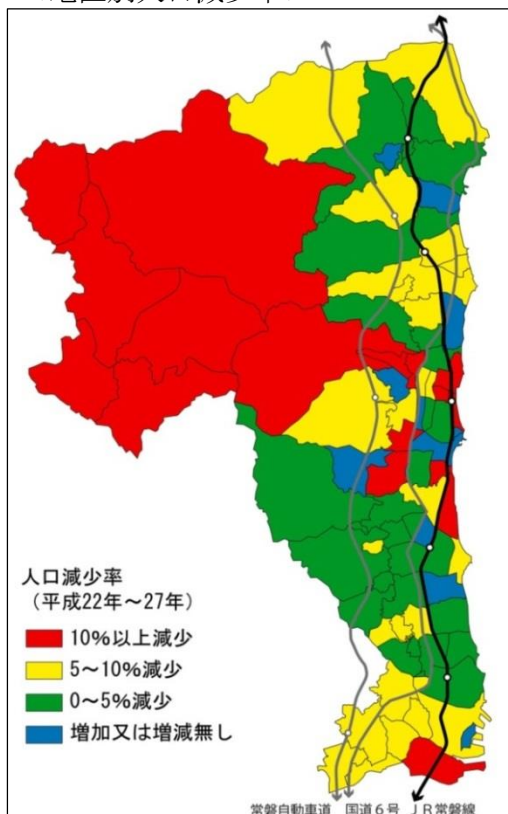 人口減少率
(平成22年～27年)
10%以上減少
5～10%減少
0～5%減少
増加又は増減無し
常磐自動車道 国道6号 JR常磐線